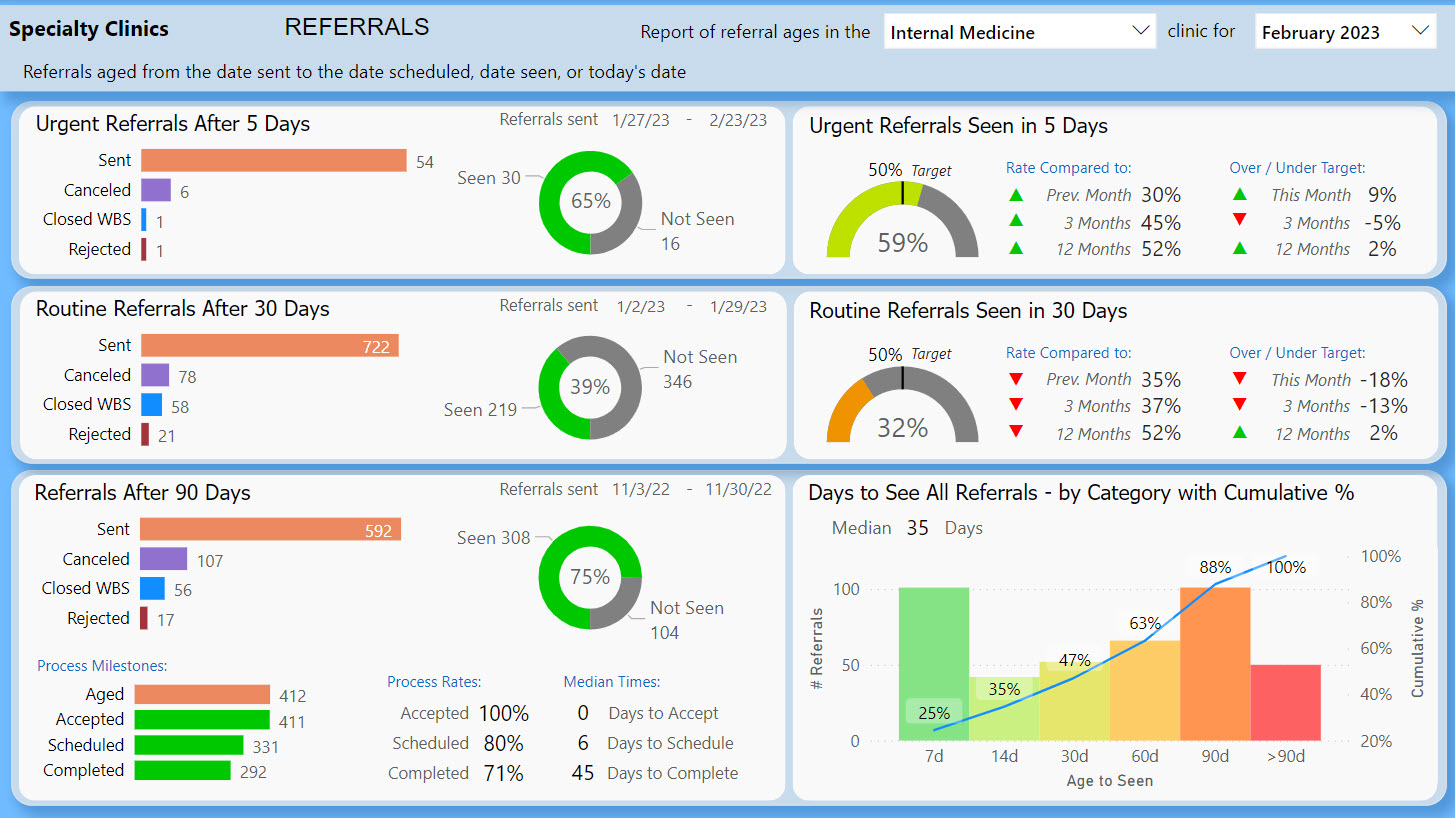 Specialty Clinics
REFERRALS
Report of referral ages in the Internal Medicine clinic for February 2023
Referrals aged from the date sent to the date scheduled, date seen, or today's date
Urgent Referrals After 5 Days
Referrals sent 1/27/23 - 2/23/23
Sent 54
Canceled 6
Closed WBS 1
Rejected 1
Seen 30
65%
Not Seen
16
Urgent Referrals Seen in 5 Days
50% Target
59%
Rate Compared to:
Prev. Month 30%
3 Months 45%
12 Months 52%
Over / Under Target:
This Month 9%
3 Months -5%
12 Months 2%
Routine Referrals After 30 Days
Referrals sent 1/2/23 - 1/29/23
Sent 722
Canceled 78
Closed WBS 58
Rejected 21
Not Seen
346
39%
Seen 219
Routine Referrals Seen in 30 Days
50% Target
32%
Rate Compared to:
Prev. Month 35%
3 Months 37%
12 Months 52%
Over / Under Target:
This Month -18%
3 Months -13%
12 Months 2%
Referrals After 90 Days
Referrals sent 11/3/22 - 11/30/22
Sent 592
Canceled 107
Closed WBS 56
Rejected 17
Seen 308
75%
Not Seen
104
Process Milestones:
Aged 412
Accepted 411
Scheduled 331
Completed 292
Process Rates:
Accepted 100%
Scheduled 80%
Completed 71%
Median Times:
0 Days to Accept
6 Days to Schedule
45 Days to Complete
Days to See All Referrals - by Category with Cumulative %
Median 35 Days
# Referrals
100
50
0
25%
35%
47%
63%
88%
100%
100%
80%
60%
40%
20%
Cumulative %
7d 14d 30d 60d 90d >90d
Age to Seen